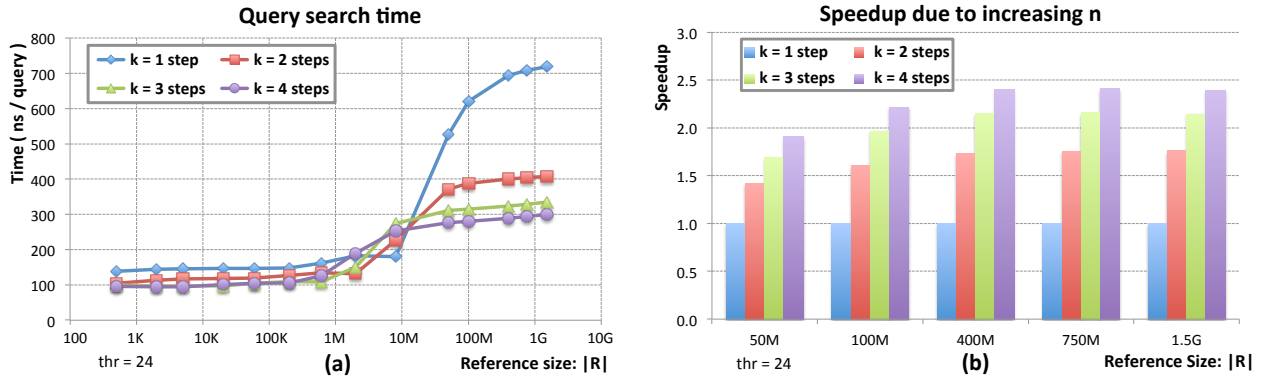 Query search time
Time ( ns / query)
800
700
600
500
400
300
200
100
0
k = 1 step
k = 2 steps
k = 3 steps
k = 4 steps
100
1K
10K
100K
1M
10M
100M
1G
10G
thr = 24
(a)
Reference size: |R|
Speedup due to increasing n
Speedup
3.0
2.5
2.0
1.5
1.0
0.5
0.0
k = 1 step
k = 2 steps
k = 3 steps
k = 4 steps
50M
100M
400M
750M
1.5G
thr = 24
(b)
Reference Size: |R|